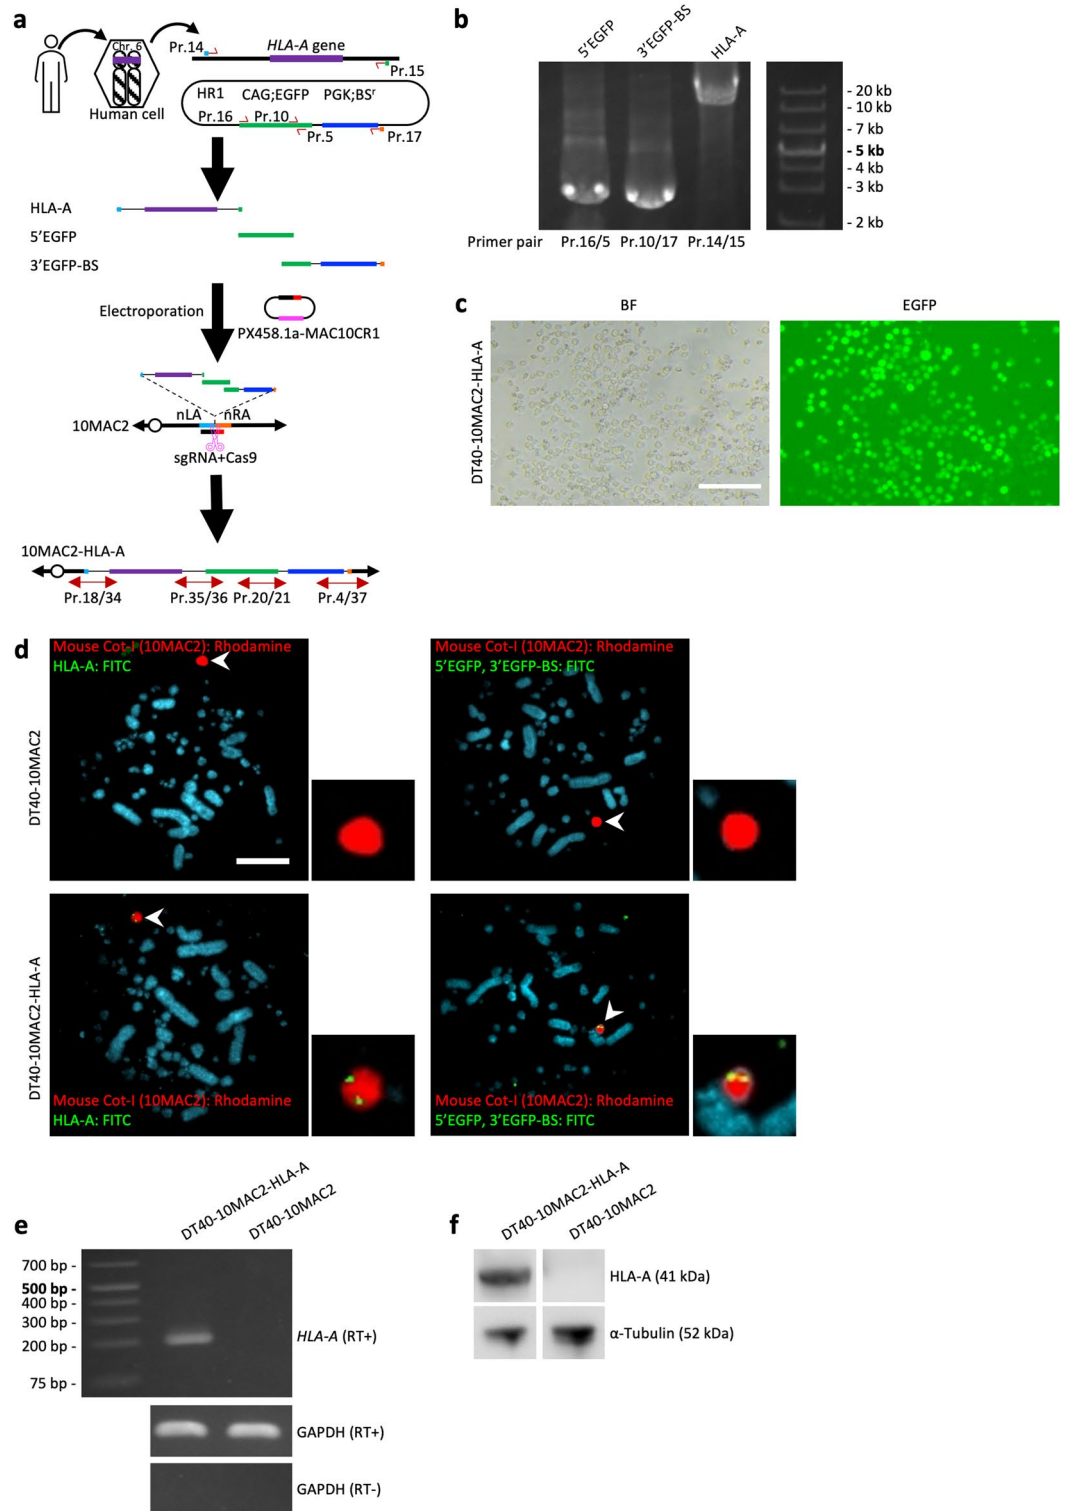 a
Chr. 6
Human cell
Pr.14
HLA-A gene
Pr.15
HR1 CAG;EGFP PGK;BSʳ
Pr.16 Pr.10
Pr.5 Pr.17
HLA-A
5′EGFP
3′EGFP-BS
Electroporation
PX458.1a-MAC10CR1
nLA nRA
10MAC2
sgRNA+Cas9
10MAC2-HLA-A
Pr.18/34 Pr.35/36 Pr.20/21 Pr.4/37
b
5′EGFP 3′EGFP-BS HLA-A
- 20 kb
- 10 kb
- 7 kb
- 5 kb
- 4 kb
- 3 kb
- 2 kb
Primer pair Pr.16/5 Pr.10/17 Pr.14/15
c
BF EGFP
DT40-10MAC2-HLA-A
d
DT40-10MAC2
Mouse Cot-I (10MAC2): Rhodamine
HLA-A: FITC
Mouse Cot-I (10MAC2): Rhodamine
5′EGFP, 3′EGFP-BS: FITC
DT40-10MAC2-HLA-A
Mouse Cot-I (10MAC2): Rhodamine
HLA-A: FITC
Mouse Cot-I (10MAC2): Rhodamine
5′EGFP, 3′EGFP-BS: FITC
e
DT40-10MAC2-HLA-A
DT40-10MAC2
700 bp -
500 bp -
400 bp -
300 bp -
200 bp -
75 bp -
HLA-A (RT+)
GAPDH (RT+)
GAPDH (RT-)
f
DT40-10MAC2-HLA-A
DT40-10MAC2
HLA-A (41 kDa)
α-Tubulin (52 kDa)